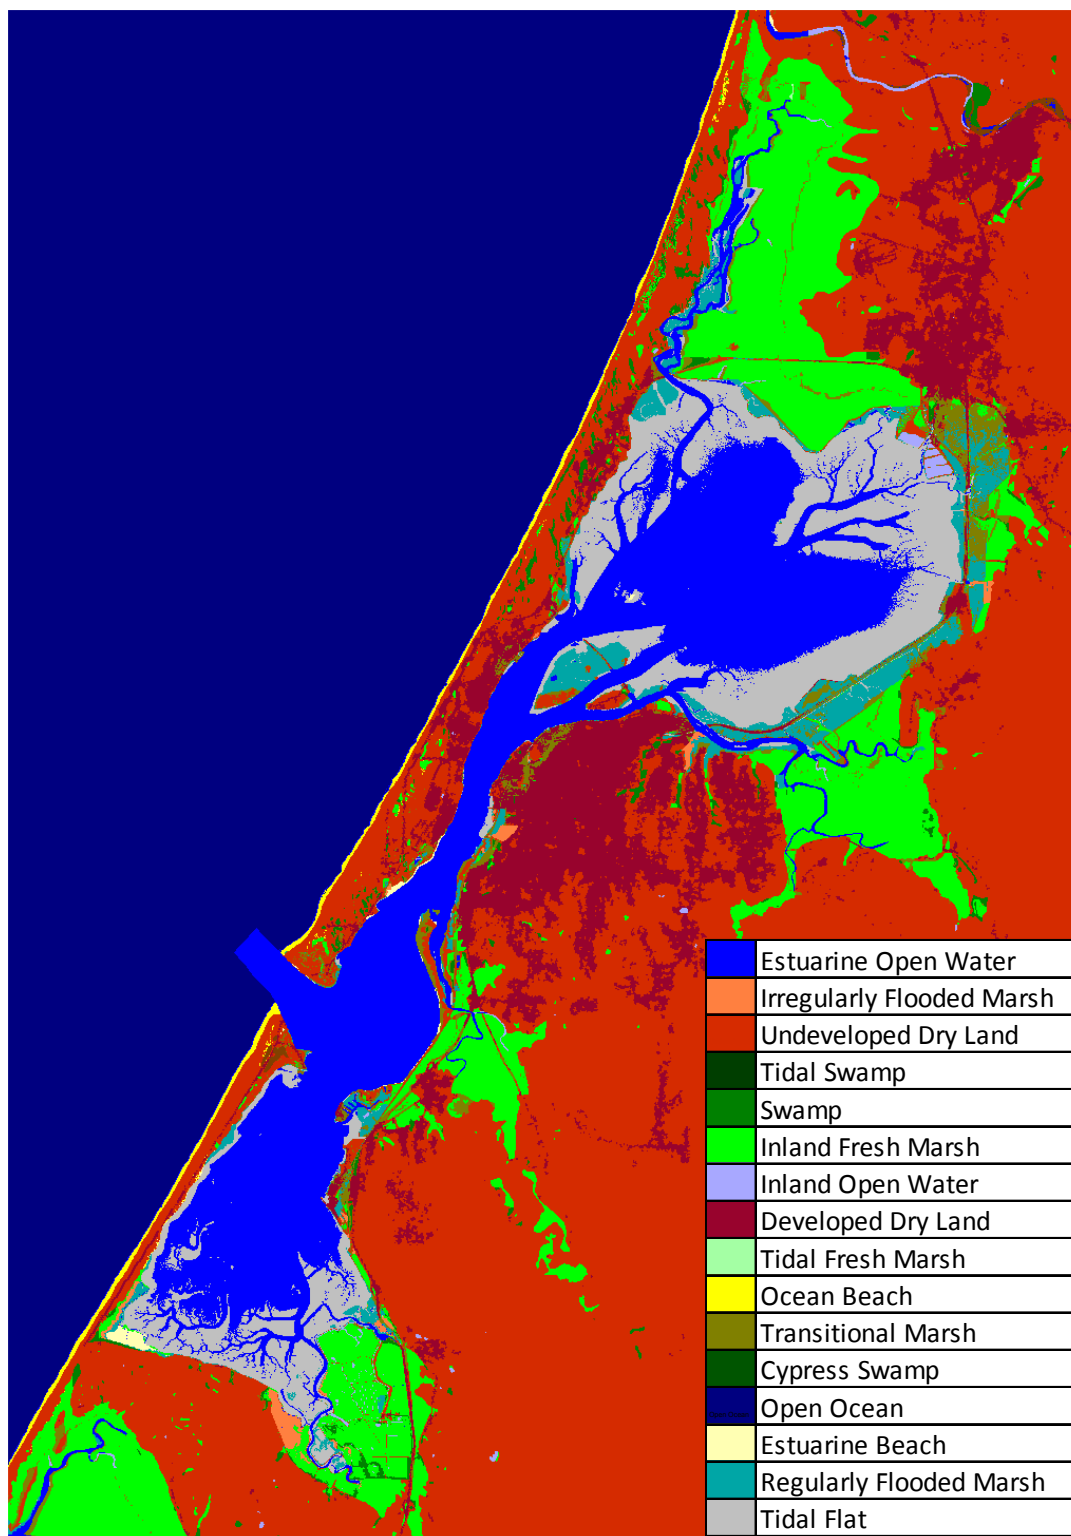 Estuarine Open Water
Irregularly Flooded Marsh
Undeveloped Dry Land
Tidal Swamp
Swamp
Inland Fresh Marsh
Inland Open Water
Developed Dry Land
Tidal Fresh Marsh
Ocean Beach
Transitional Marsh
Cypress Swamp
Open Ocean
Estuarine Beach
Regularly Flooded Marsh
Tidal Flat